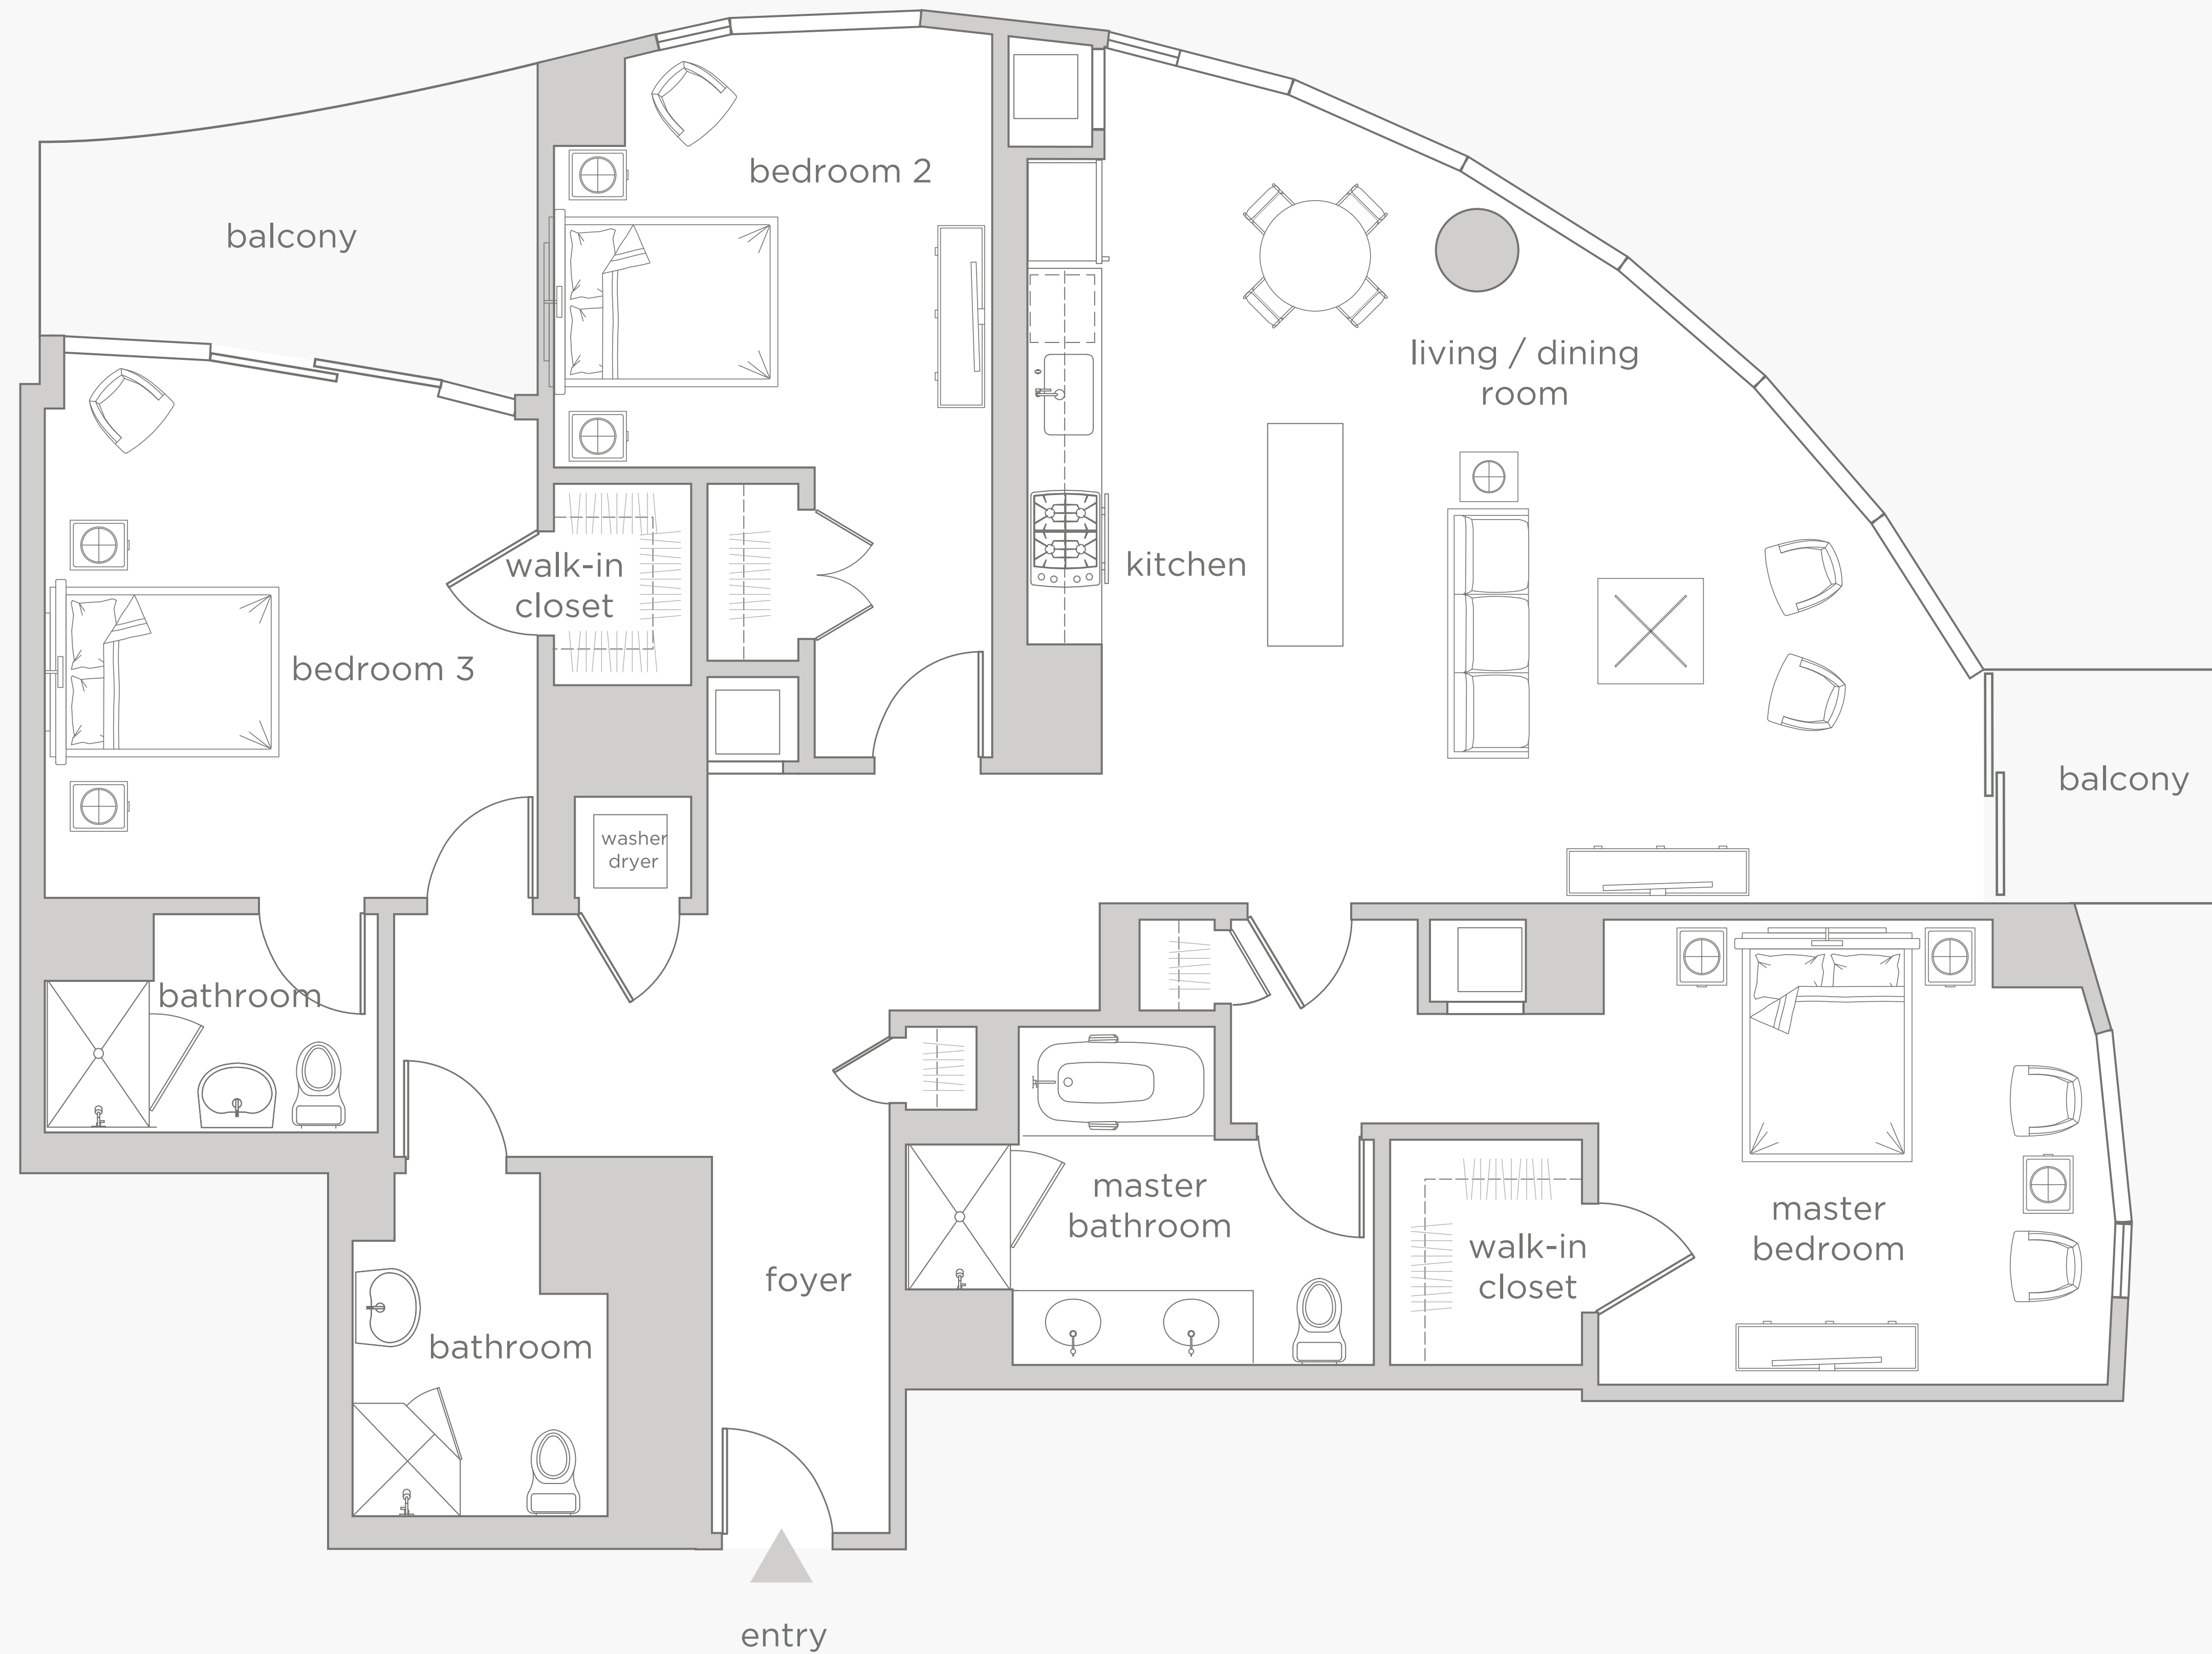 bedroom 2
balcony
living / dining
room
walk-in
closet
kitchen
bedroom 3
balcony
washer
dryer
bathroom
master
bathroom
master
bedroom
walk-in
closet
foyer
bathroom
entry